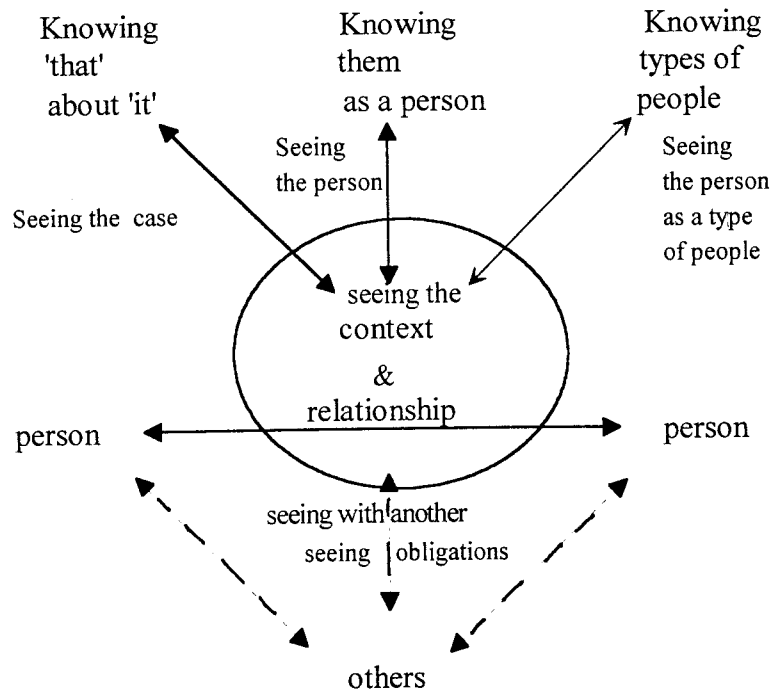 Knowing
'that'
about 'it'
Knowing
them
as a person
Knowing
types of
people
Seeing
the person
Seeing
the person
as a type
of people
Seeing the case
seeing the
context
&
relationship
person
person
seeing with another
seeing obligations
others